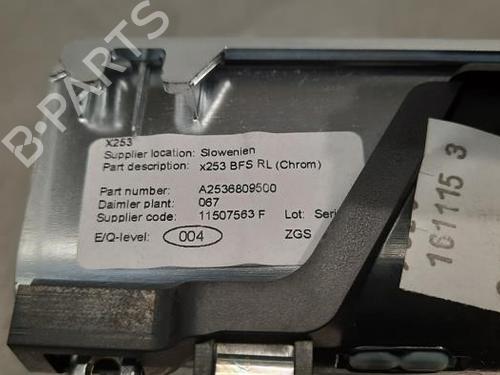 X253
Supplier location: Slowenien
Part description: x253 BFS RL (Chrom)
Part number: A2536809500
Daimler plant: 067
Supplier code: 11507563 F Lot: Seri
E/Q-level: 004 ZGS
161115 3
B-PARTS